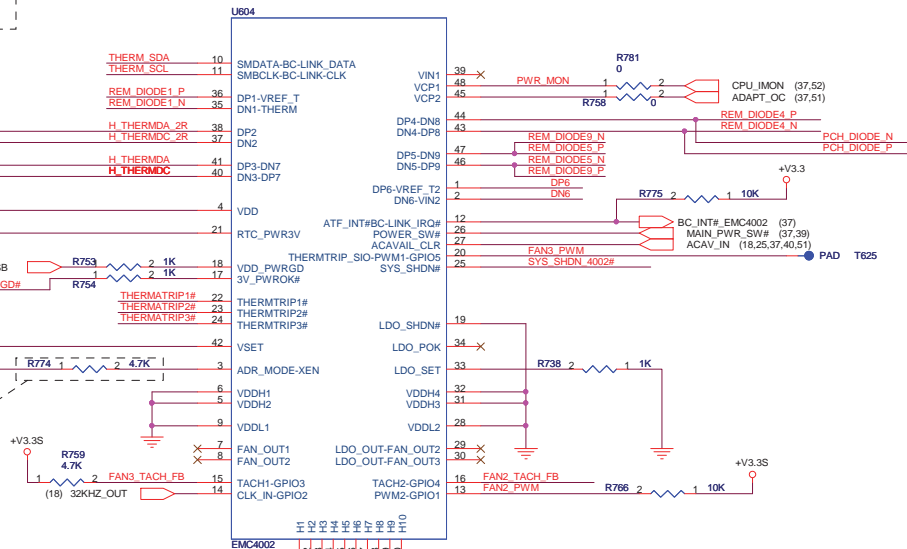 U604
THERM_SDA 10 SMDATA-BC-LINK_DATA
THERM_SCL 11 SMBCLK-BC-LINK-CLK
REM_DIODE1_P 36 DP1-VREF_T
REM_DIODE1_N 35 DN1-THERM
H_THERMDA_2R 38 DP2
H_THERMDC_2R 37 DN2
H_THERMDA 41 DP3-DN7
H_THERMDC 40 DN3-DP7
4 VDD
21 RTC_PWR3V
R753 1 2 1K 18 VDD_PWRGD
GD# R754 1 2 1K 17 3V_PWROK#
THERMATRIP1# 22 THERMTRIP1#
THERMATRIP2# 23 THERMTRIP2#
THERMATRIP3# 24 THERMTRIP3#
42 VSET
R774 1 2 4.7K 3 ADR_MODE-XEN
6 VDDH1
5 VDDH2
9 VDDL1
7 FAN_OUT1
8 FAN_OUT2
+V3.3S
R759
4.7K
1 2 FAN3_TACH_FB 15 TACH1-GPIO3
(18) 32KHZ_OUT 14 CLK_IN-GPIO2
VIN1 39
VCP1 48 PWR_MON R781 0 1 2 CPU_IMON (37,52)
VCP2 45 R758 1 2 0 ADAPT_OC (37,51)
DP4-DN8 44 REM_DIODE4_P
DN4-DP8 43 REM_DIODE4_N
PCH_DIODE_N
PCH_DIODE_P
REM_DIODE9_N
DP5-DN9 47 REM_DIODE5_P
DN5-DP9 46 REM_DIODE5_N
REM_DIODE9_P
DP6-VREF_T2 1 DP6
DN6-VIN2 2 DN6
+V3.3
R775 2 1 10K
ATF_INT#BC-LINK_IRQ# 12 BC_INT#_EMC4002 (37)
POWER_SW# 26 MAIN_PWR_SW# (37,39)
ACAVAIL_CLR 27 ACAV_IN (18,25,37,40,51)
THERMTRIP_SIO-PWM1-GPIO5 20 FAN3_PWM PAD T625
SYS_SHDN# 25 SYS_SHDN_4002#
LDO_SHDN# 19
LDO_POK 34
LDO_SET 33 R738 2 1 1K
VDDH4 32
VDDH3 31
VDDL2 28
LDO_OUT-FAN_OUT2 29
LDO_OUT-FAN_OUT3 30
TACH2-GPIO4 16 FAN2_TACH_FB
PWM2-GPIO1 13 FAN2_PWM R766 2 1 10K
+V3.3S
H1 H2 H3 H4 H5 H6 H7 H8 H9 H10
EMC4002